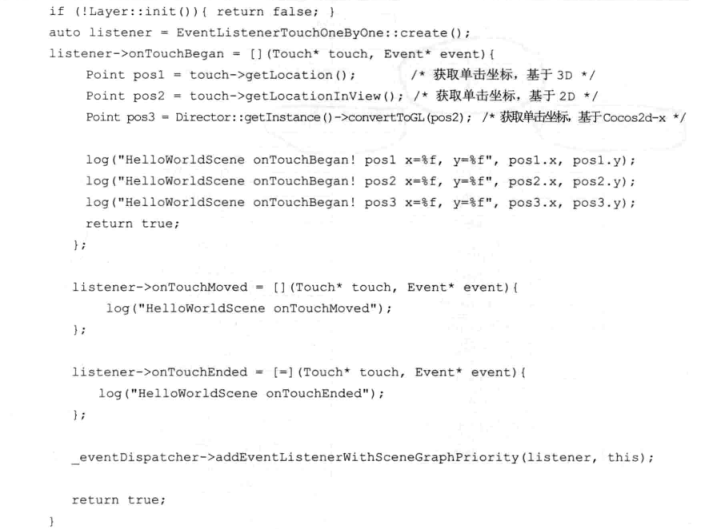 if (!Layer::init()){ return false; }
auto listener = EventListenerTouchOneByOne::create();
listener->onTouchBegan = [](Touch* touch, Event* event){
Point pos1 = touch->getLocation(); /* 获取单击坐标，基于 3D */
Point pos2 = touch->getLocationInView(); /* 获取单击坐标，基于 2D */
Point pos3 = Director::getInstance()->convertToGL(pos2); /* 获取单击坐标，基于Cocos2d-x */
log("HelloWorldScene onTouchBegan! pos1 x=%f, y=%f", pos1.x, pos1.y);
log("HelloWorldScene onTouchBegan! pos2 x=%f, y=%f", pos2.x, pos2.y);
log("HelloWorldScene onTouchBegan! pos3 x=%f, y=%f", pos3.x, pos3.y);
return true;
};
listener->onTouchMoved = [](Touch* touch, Event* event){
log("HelloWorldScene onTouchMoved");
};
listener->onTouchEnded = [=](Touch* touch, Event* event){
log("HelloWorldScene onTouchEnded");
};
_eventDispatcher->addEventListenerWithSceneGraphPriority(listener, this);
return true;
}